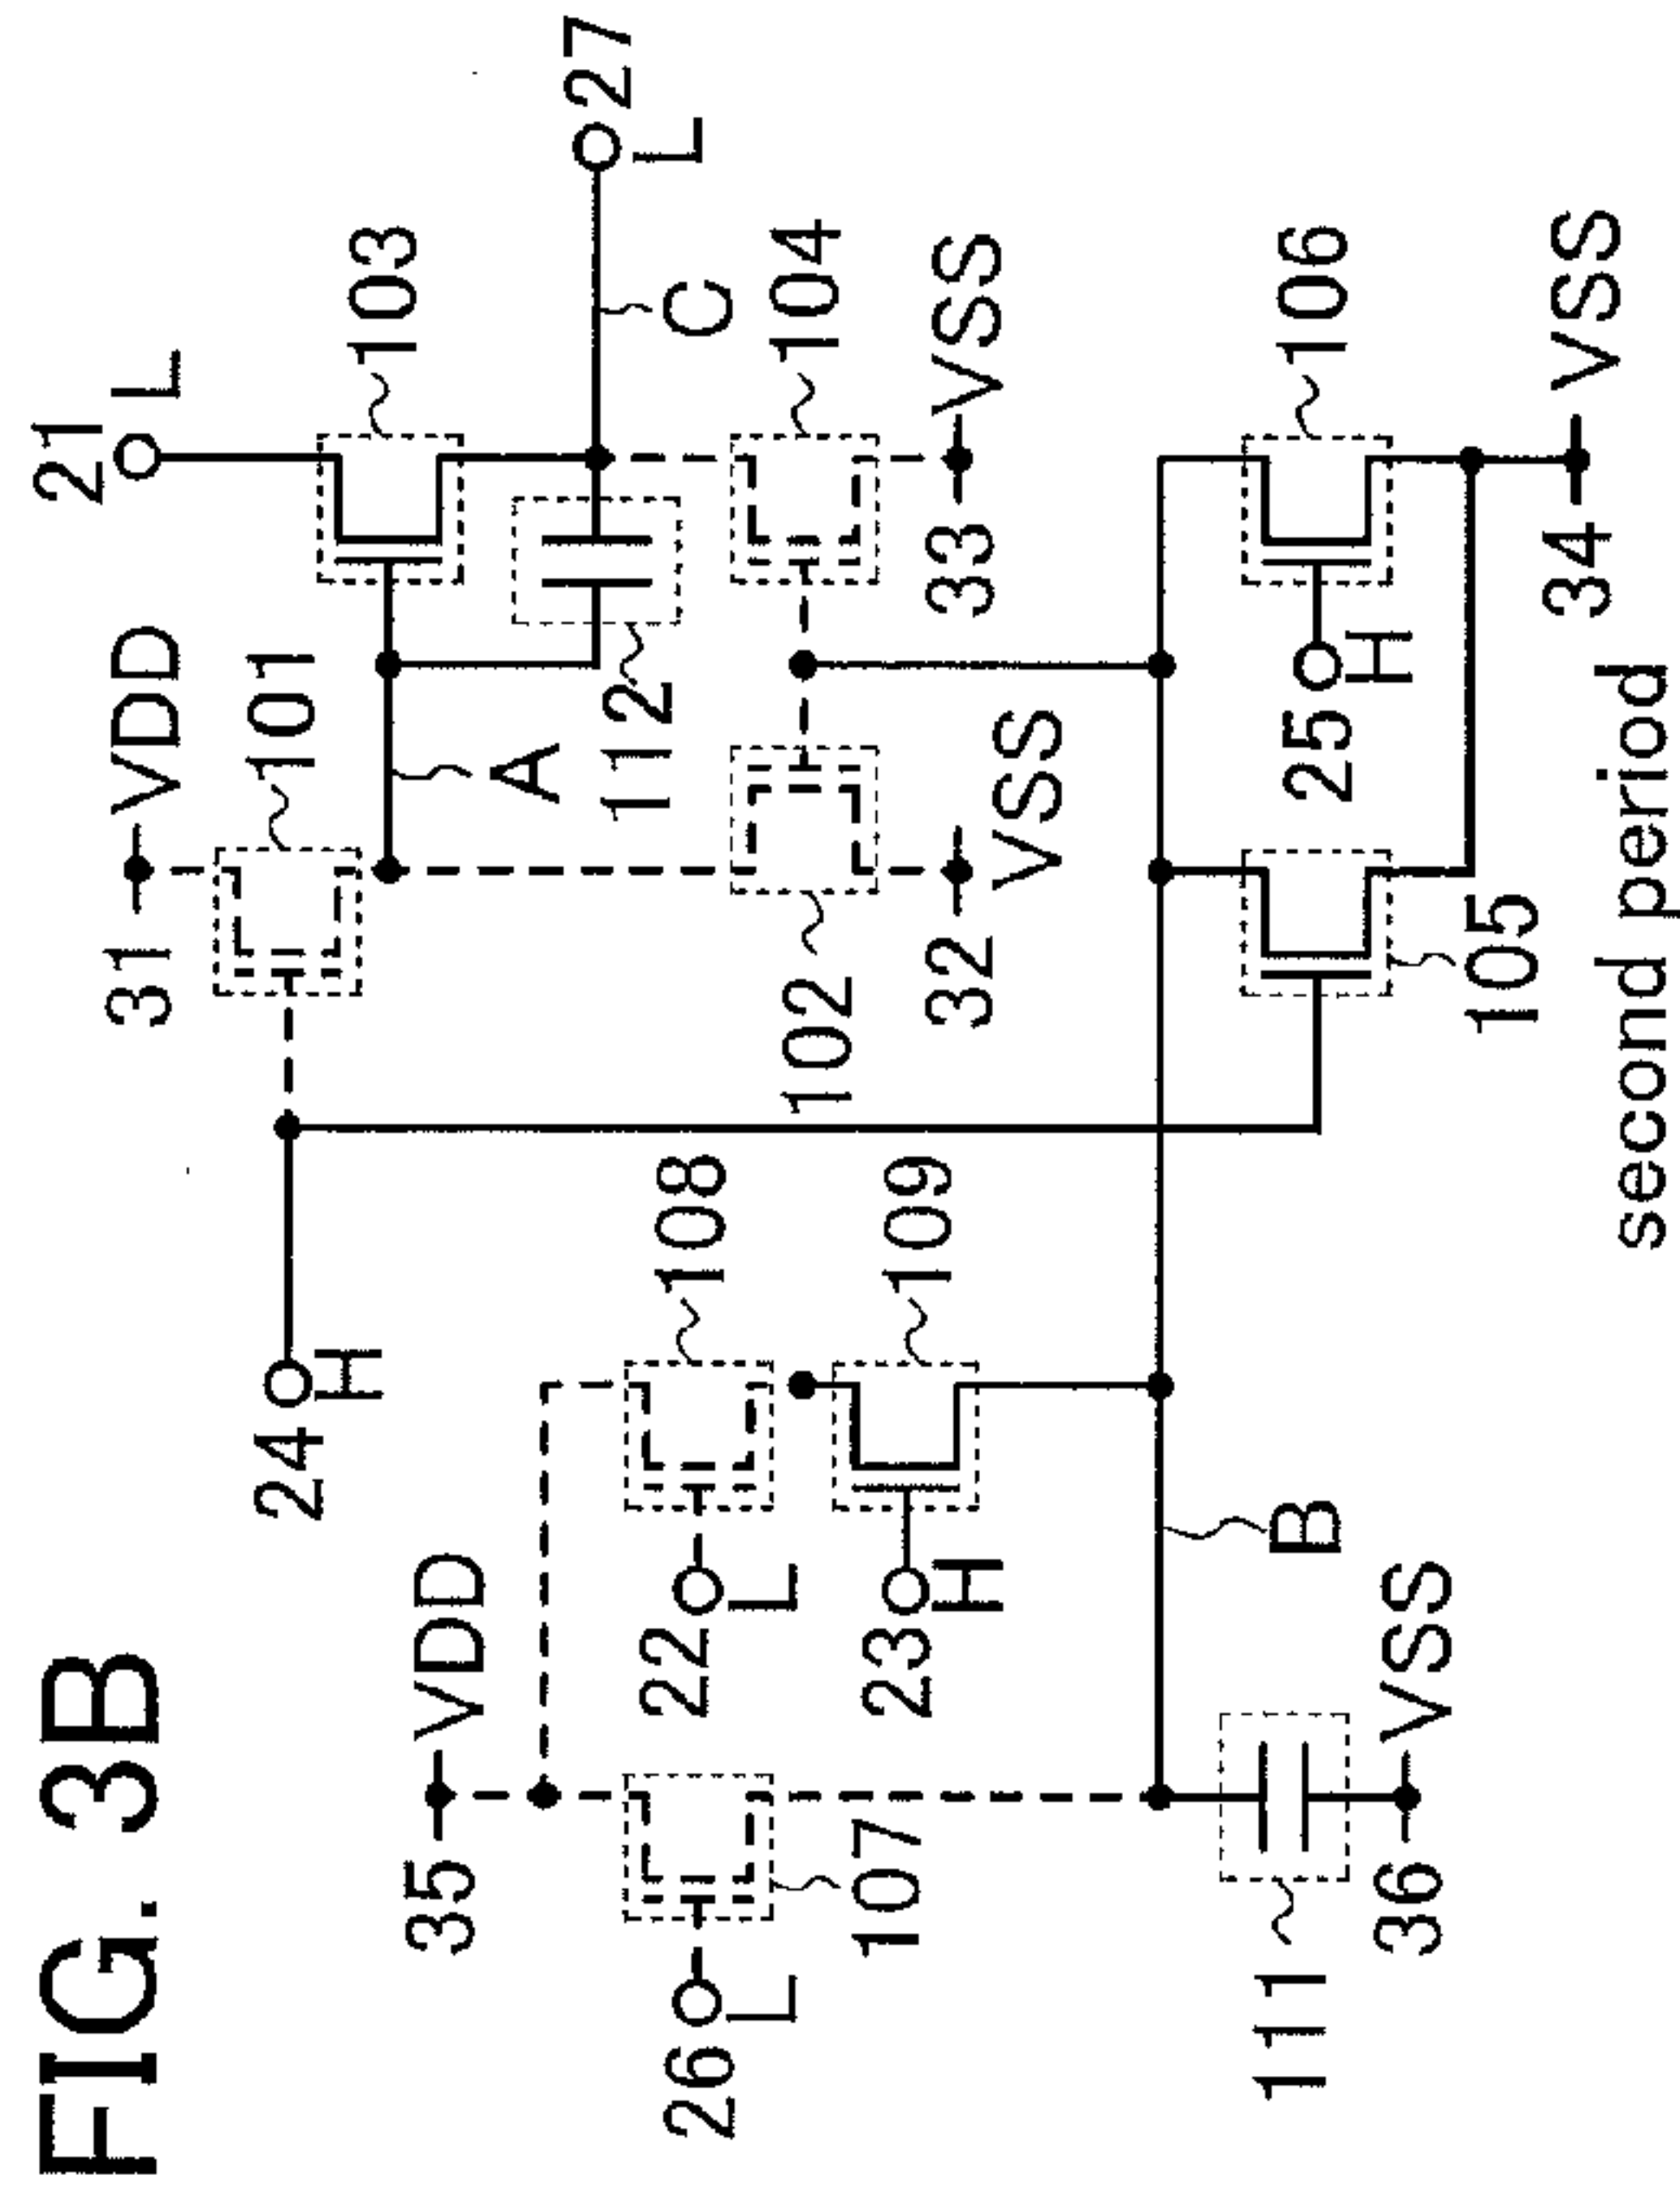 FIG. 3B
31 VDD
21 L
101
103
24 H
A
27
L
C
112
35 VDD
108
22
L
109
23
H
26
L
107
102
104
32 VSS
33 VSS
B
25
H
106
111
36 VSS
105
34 VSS
second period